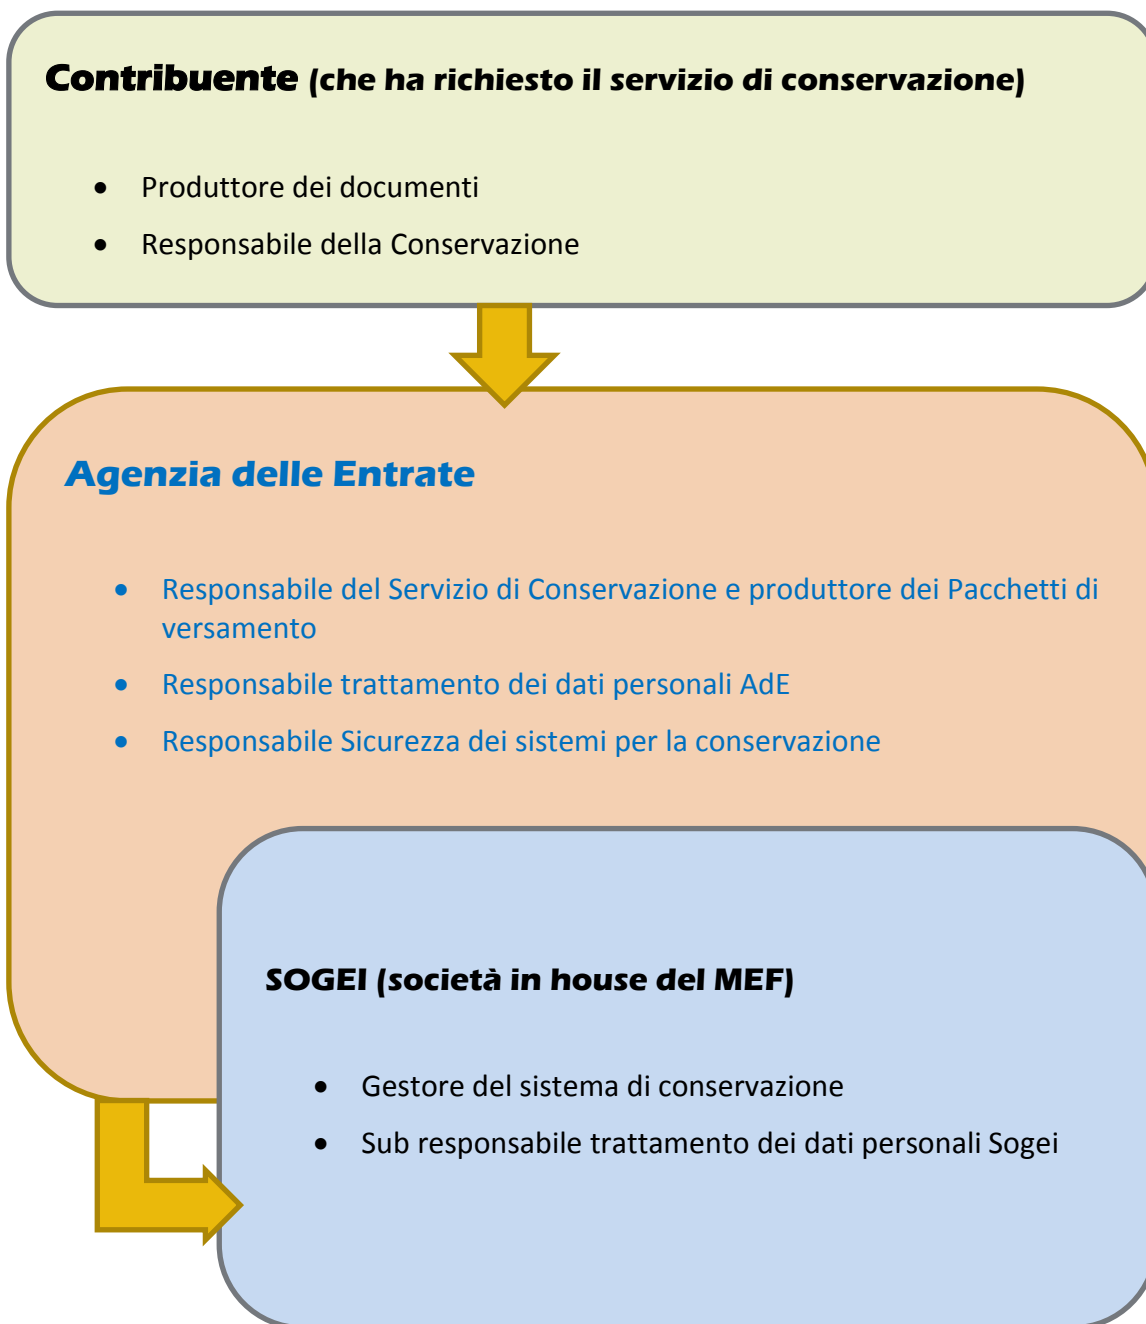 Contribuente (che ha richiesto il servizio di conservazione)
• Produttore dei documenti
• Responsabile della Conservazione
Agenzia delle Entrate
• Responsabile del Servizio di Conservazione e produttore dei Pacchetti di
versamento
• Responsabile trattamento dei dati personali AdE
• Responsabile Sicurezza dei sistemi per la conservazione
SOGEI (società in house del MEF)
• Gestore del sistema di conservazione
• Sub responsabile trattamento dei dati personali Sogei